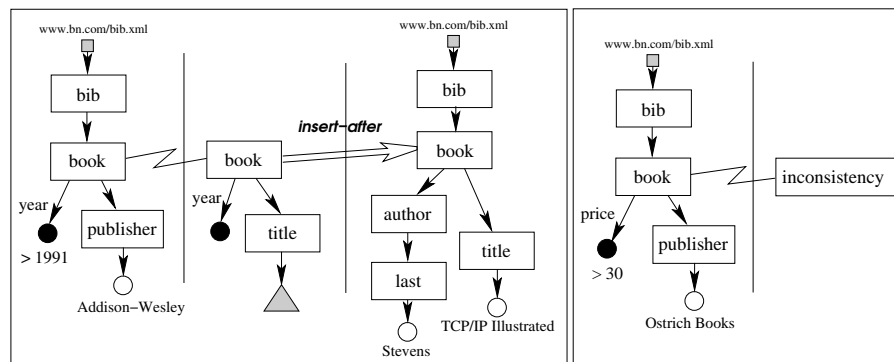 www.bn.com/bib.xml
bib
book
year
> 1991
publisher
Addison-Wesley
book
year
title
insert-after
www.bn.com/bib.xml
bib
book
author
last
Stevens
title
TCP/IP Illustrated
www.bn.com/bib.xml
bib
book
price
> 30
publisher
Ostrich Books
inconsistency